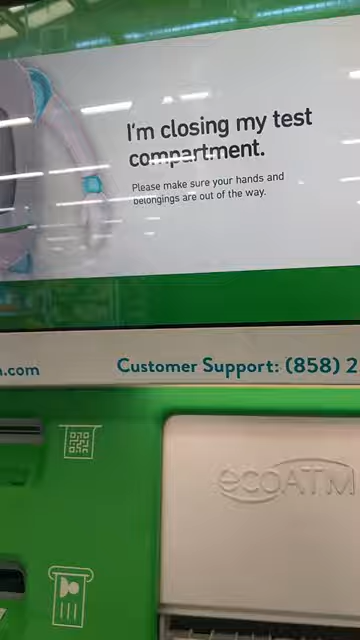 I'm closing my test
compartment.
Please make sure your hands and
belongings are out of the way.
.com
Customer Support: (858) 2
ecoATM